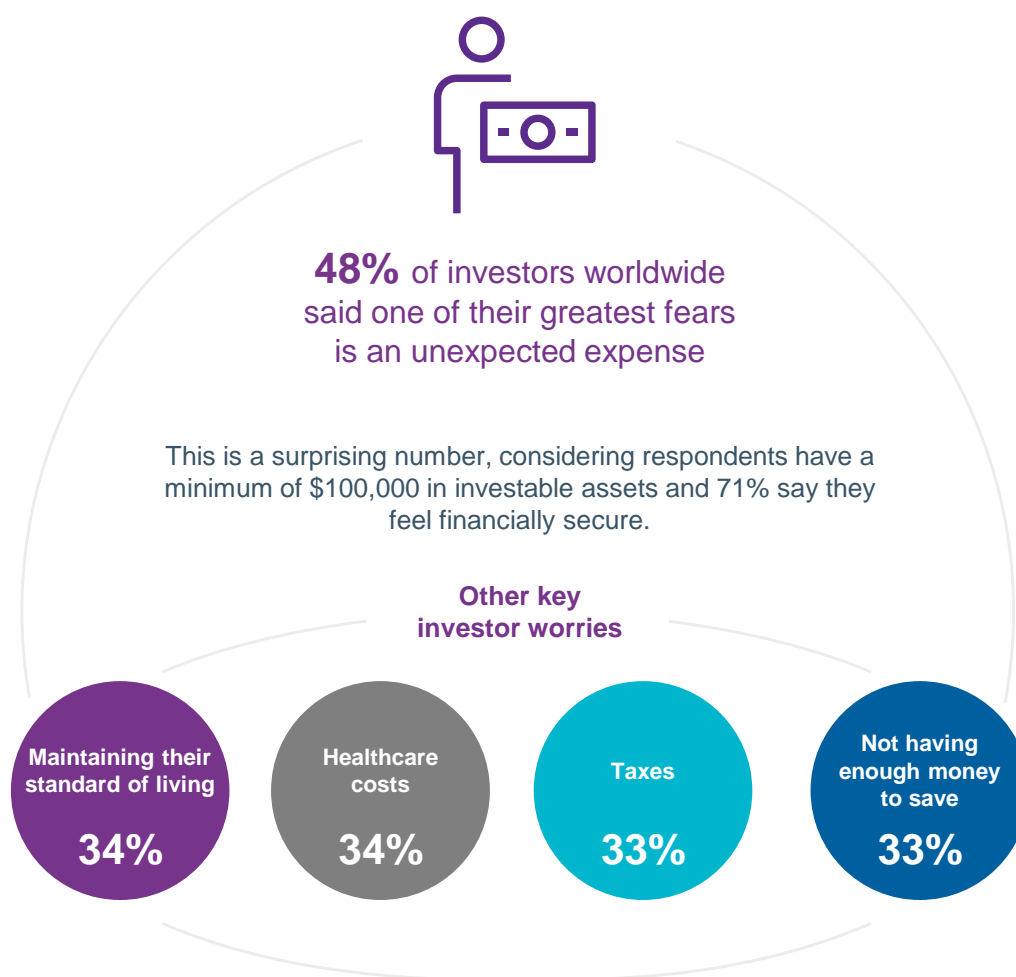 48% of investors worldwide
said one of their greatest fears
is an unexpected expense
This is a surprising number, considering respondents have a
minimum of $100,000 in investable assets and 71% say they
feel financially secure.
Other key
investor worries
Maintaining their
standard of living
34%
Healthcare
costs
34%
Taxes
33%
Not having
enough money
to save
33%